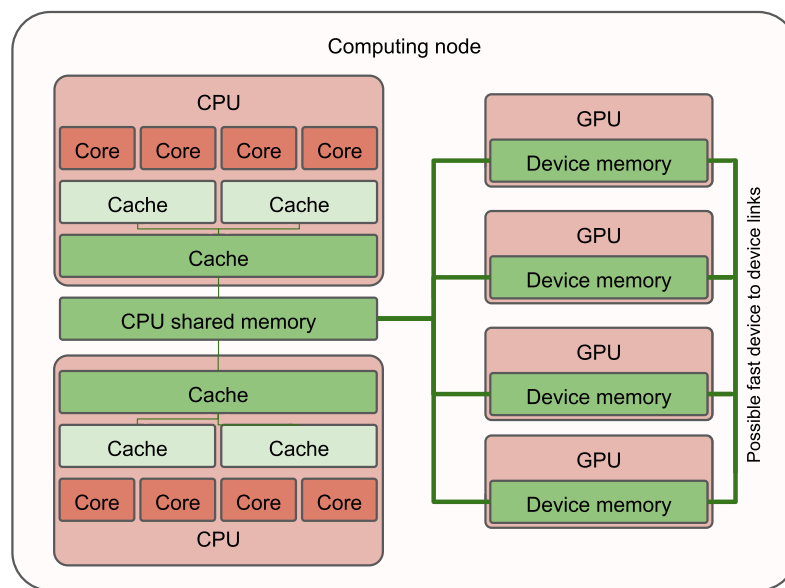 Computing node
CPU
Core Core Core Core
Cache Cache
Cache
CPU shared memory
Cache
Cache Cache
Core Core Core Core
CPU
GPU
Device memory
GPU
Device memory
GPU
Device memory
GPU
Device memory
Possible fast device to device links